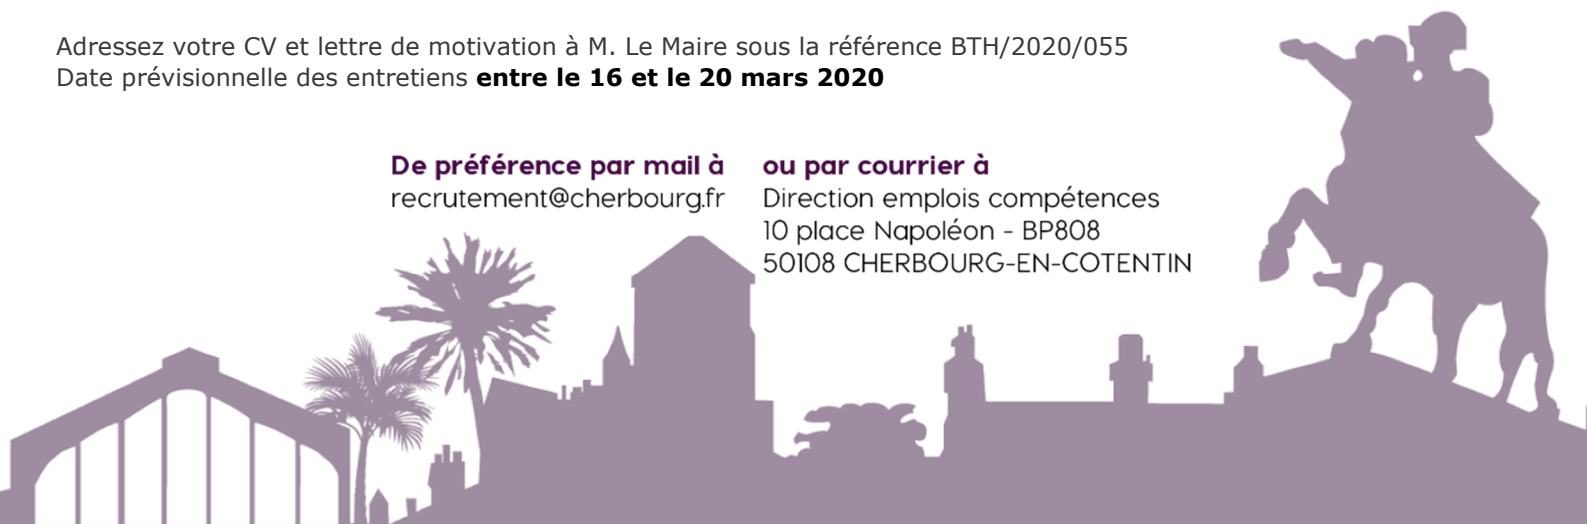 Adressez votre CV et lettre de motivation à M. Le Maire sous la référence BTH/2020/055
Date prévisionnelle des entretiens entre le 16 et le 20 mars 2020
De préférence par mail à
recrutement@cherbourg.fr
ou par courrier à
Direction emplois compétences
10 place Napoléon - BP808
50108 CHERBOURG-EN-COTENTIN